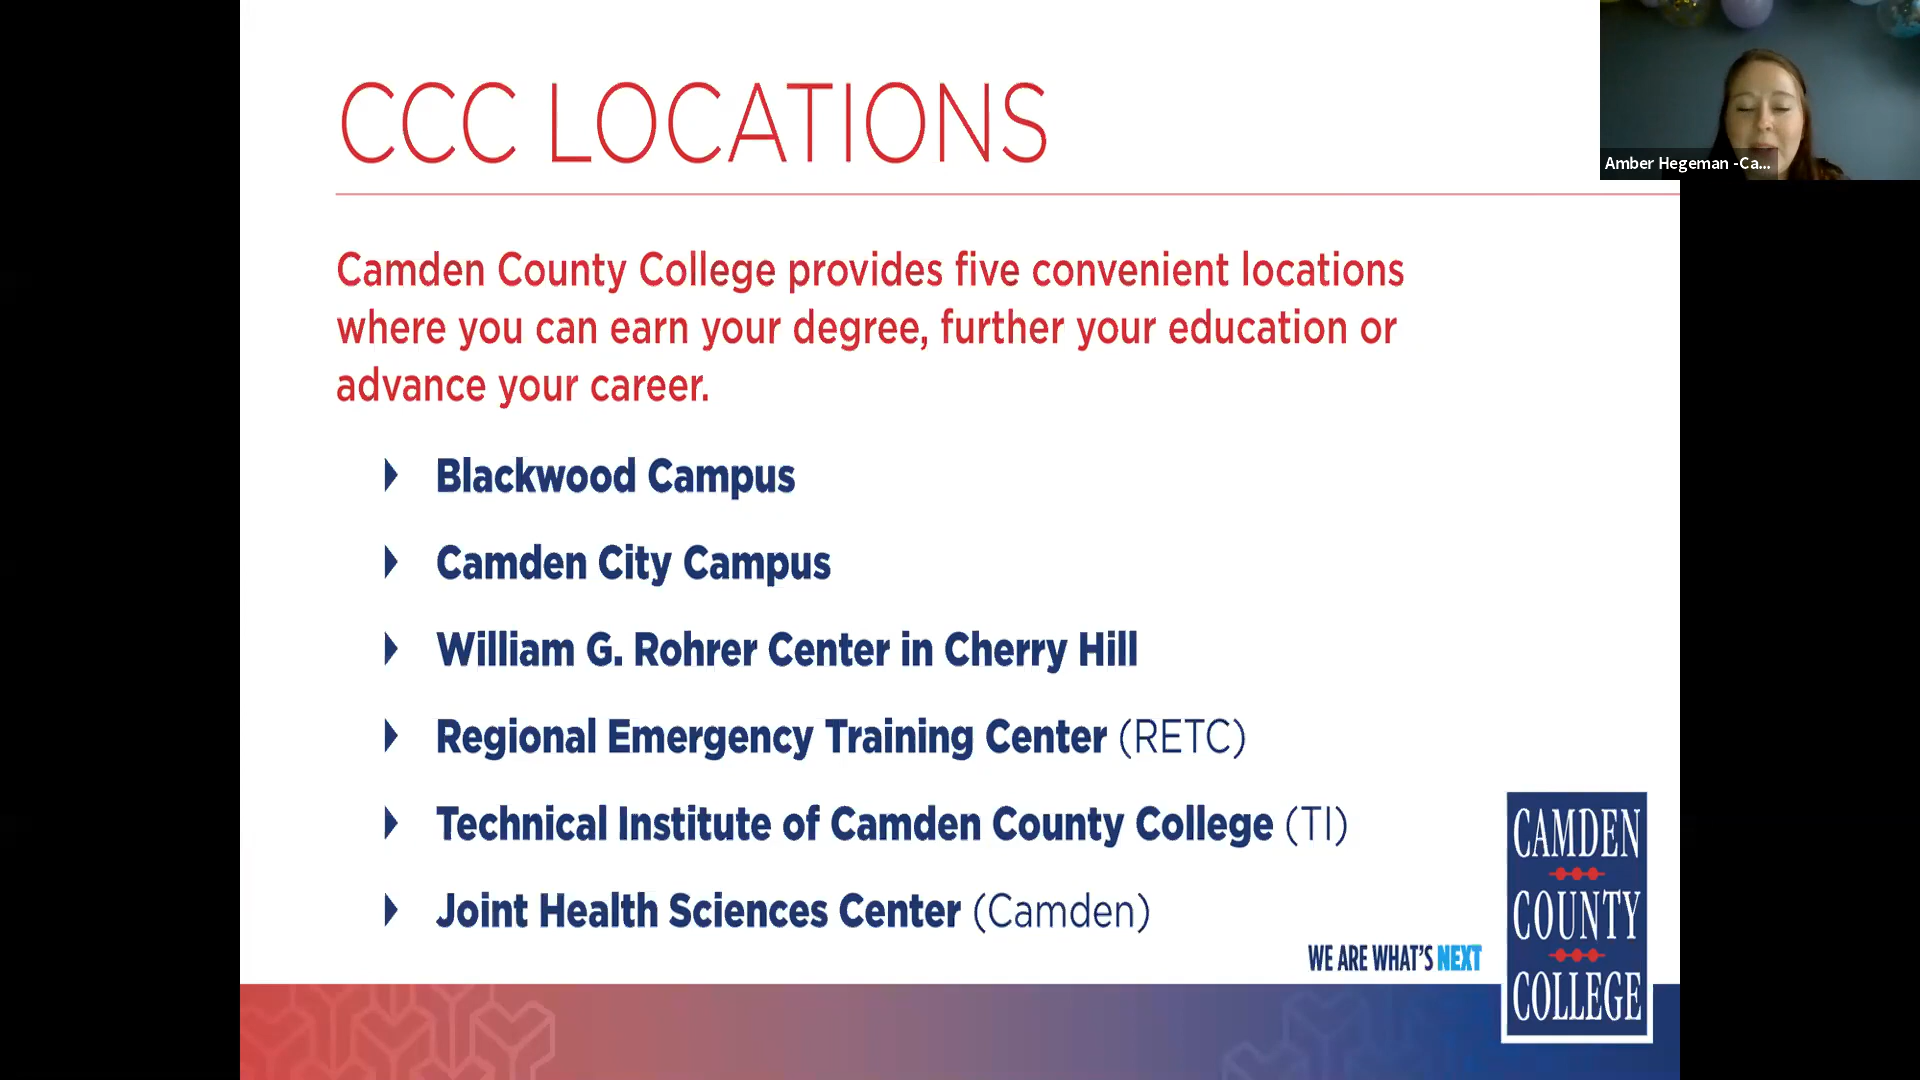 CCC LOCATIONS
Amber Hegeman -Ca...
Camden County College provides five convenient locations
where you can earn your degree, further your education or
advance your career.
Blackwood Campus
Camden City Campus
William G. Rohrer Center in Cherry Hill
Regional Emergency Training Center (RETC)
Technical Institute of Camden County College (TI)
Joint Health Sciences Center (Camden)
WE ARE WHAT'S NEXT
CAMDEN
COUNTY
COLLEGE